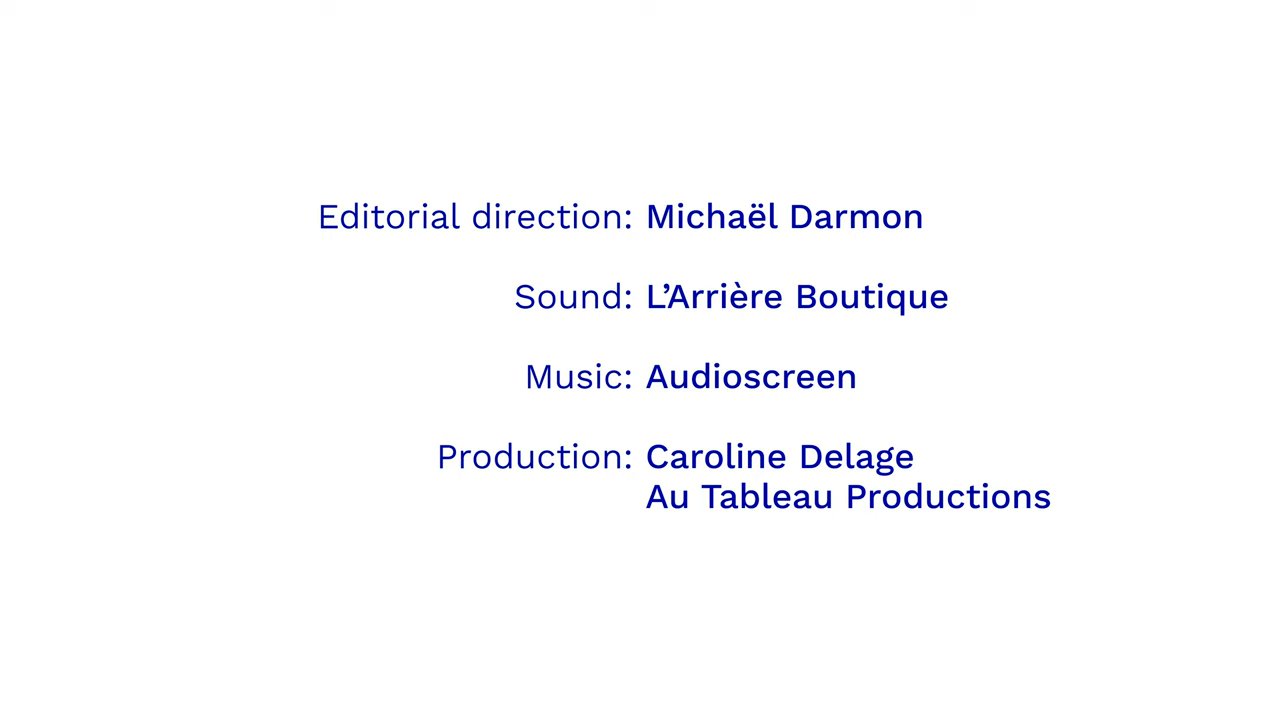 Editorial direction: Michaël Darmon
Sound: L’Arrière Boutique
Music: Audioscreen
Production: Caroline Delage
Au Tableau Productions